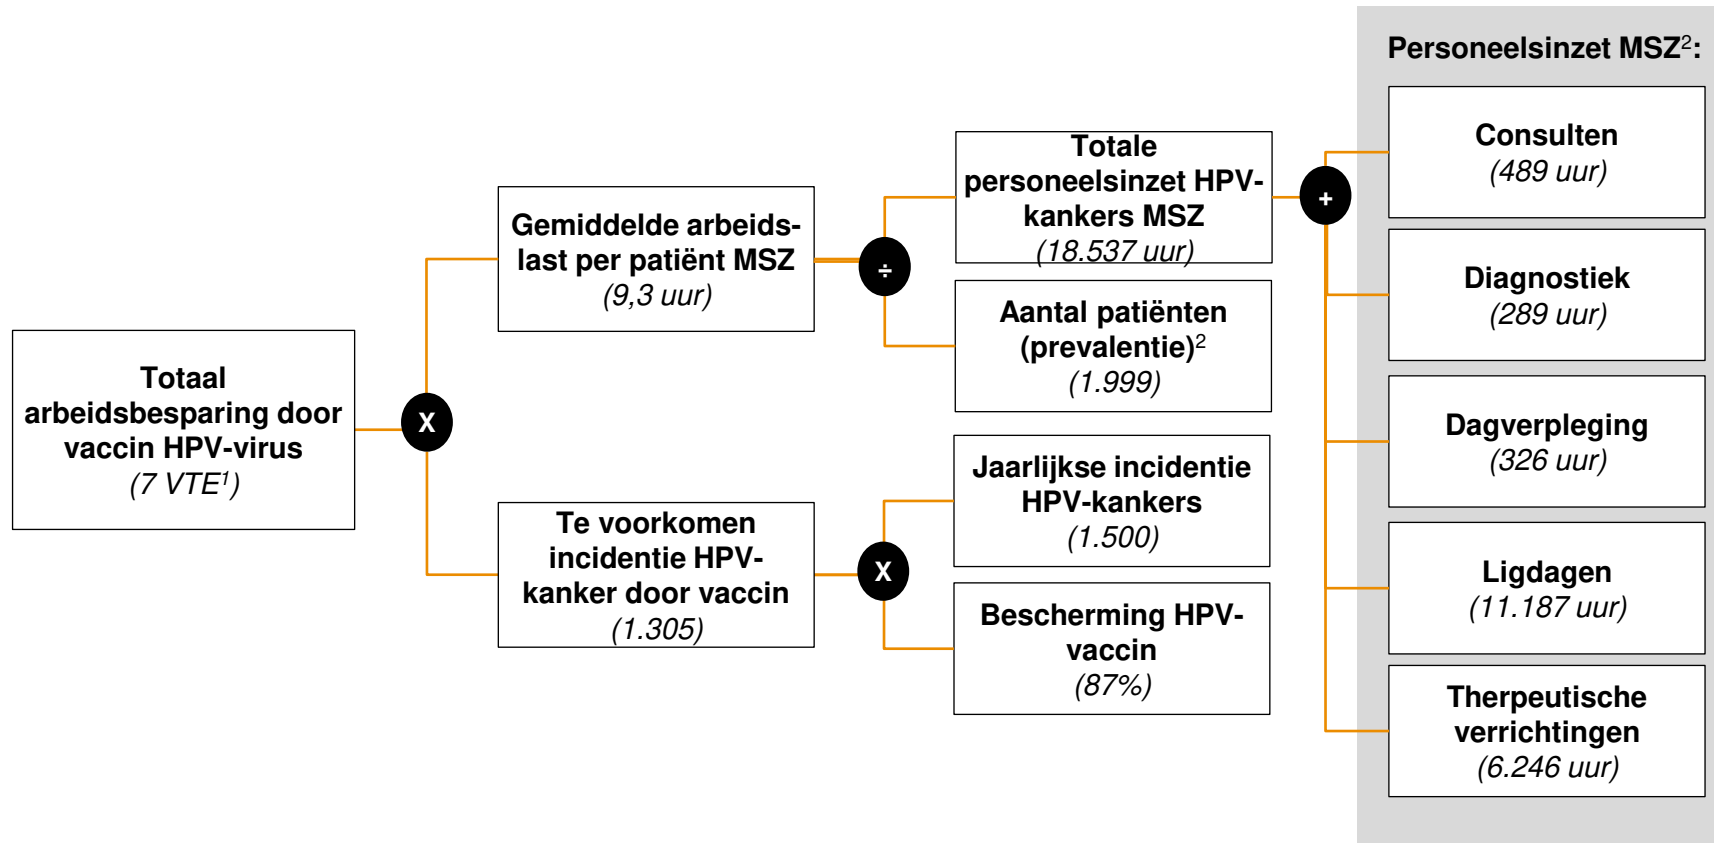 Totaal
arbeidsbesparing door
vaccin HPV-virus
(7 VTE¹)
X
Gemiddelde arbeids-
last per patiënt MSZ
(9,3 uur)
Te voorkomen
incidentie HPV-
kanker door vaccin
(1.305)
÷
X
Totale
personeelsinzet HPV-
kankers MSZ
(18.537 uur)
Aantal patiënten
(prevalentie)²
(1.999)
Jaarlijkse incidentie
HPV-kankers
(1.500)
Bescherming HPV-
vaccin
(87%)
+
Personeelsinzet MSZ²:
Consulten
(489 uur)
Diagnostiek
(289 uur)
Dagverpleging
(326 uur)
Ligdagen
(11.187 uur)
Therpeutische
verrichtingen
(6.246 uur)